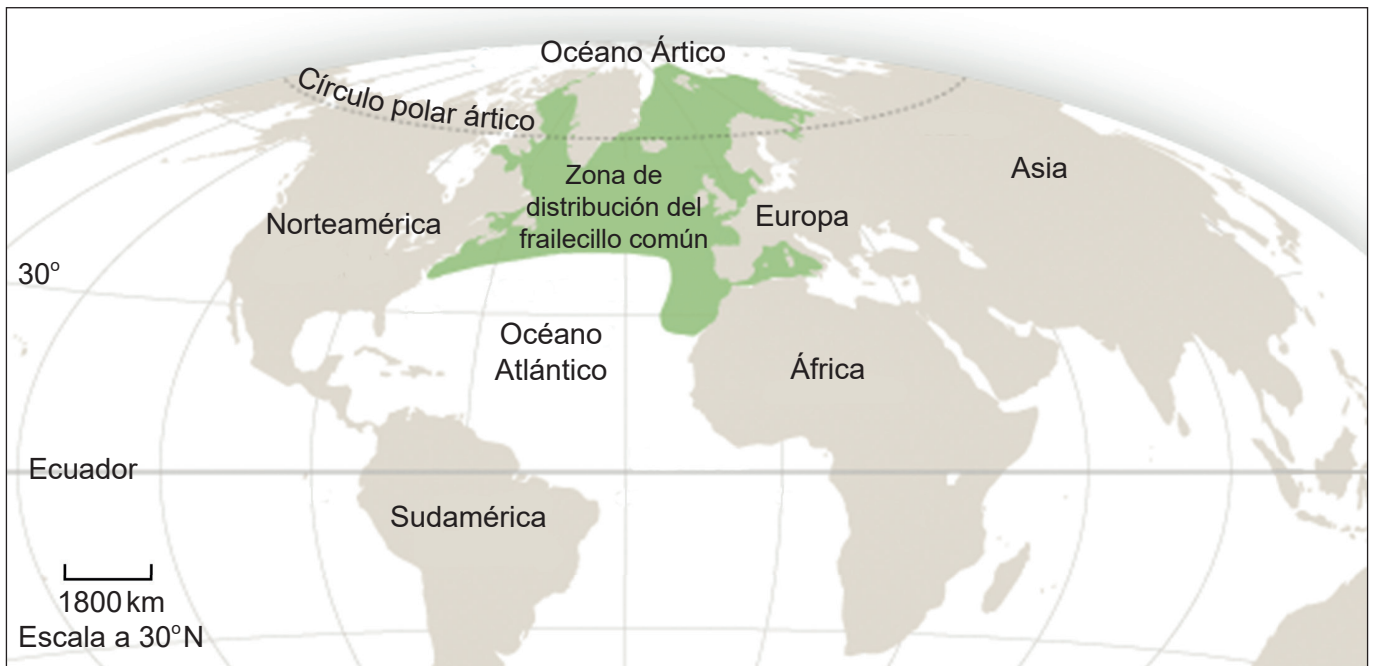 Océano Ártico
Círculo polar ártico
Asia
Zona de
distribución del
frailecillo común
Norteamérica
Europa
30°
Océano
Atlántico
África
Ecuador
Sudamérica
1800 km
Escala a 30°N